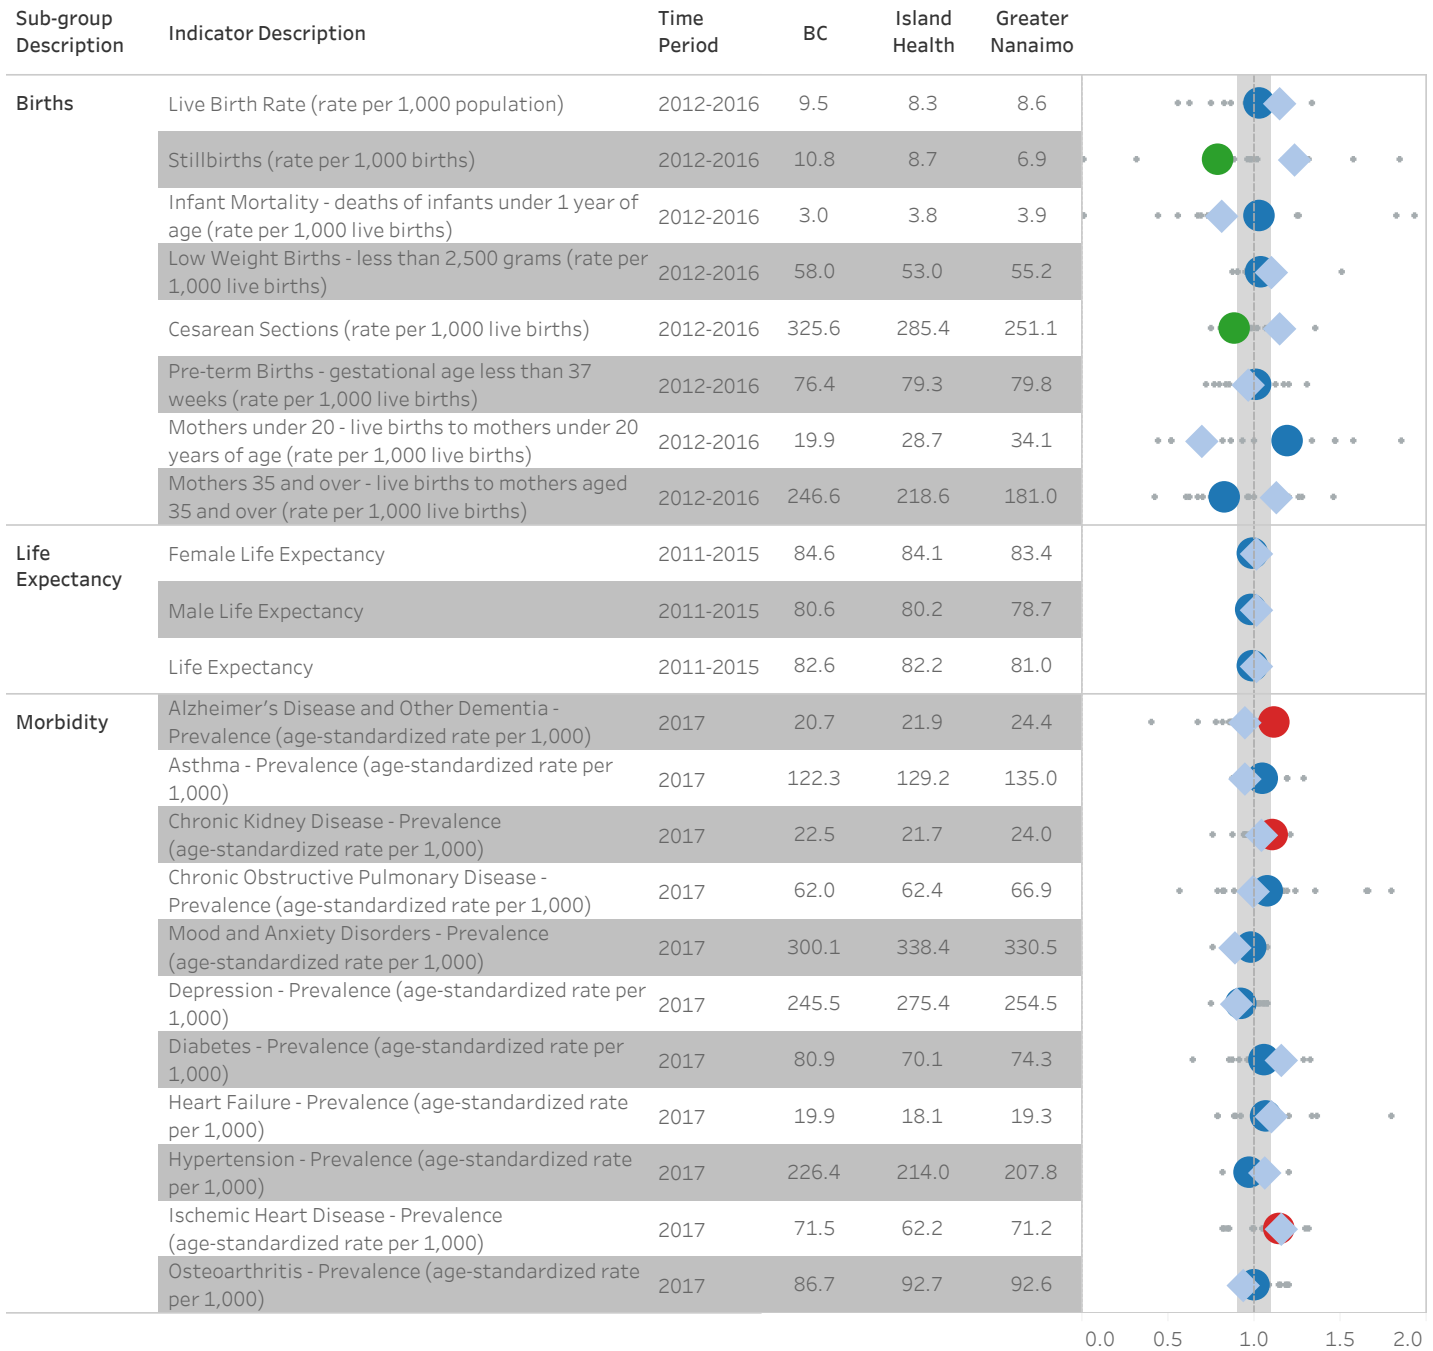 Sub-group Description
Indicator Description
Time Period
BC
Island Health
Greater Nanaimo
Births
Live Birth Rate (rate per 1,000 population) 2012-2016 9.5 8.3 8.6
Stillbirths (rate per 1,000 births) 2012-2016 10.8 8.7 6.9
Infant Mortality - deaths of infants under 1 year of
age (rate per 1,000 live births) 2012-2016 3.0 3.8 3.9
Low Weight Births - less than 2,500 grams (rate per
1,000 live births) 2012-2016 58.0 53.0 55.2
Cesarean Sections (rate per 1,000 live births) 2012-2016 325.6 285.4 251.1
Pre-term Births - gestational age less than 37
weeks (rate per 1,000 live births) 2012-2016 76.4 79.3 79.8
Mothers under 20 - live births to mothers under 20
years of age (rate per 1,000 live births) 2012-2016 19.9 28.7 34.1
Mothers 35 and over - live births to mothers aged
35 and over (rate per 1,000 live births) 2012-2016 246.6 218.6 181.0
Life
Expectancy
Female Life Expectancy 2011-2015 84.6 84.1 83.4
Male Life Expectancy 2011-2015 80.6 80.2 78.7
Life Expectancy 2011-2015 82.6 82.2 81.0
Morbidity
Alzheimer’s Disease and Other Dementia -
Prevalence (age-standardized rate per 1,000) 2017 20.7 21.9 24.4
Asthma - Prevalence (age-standardized rate per
1,000) 2017 122.3 129.2 135.0
Chronic Kidney Disease - Prevalence
(age-standardized rate per 1,000) 2017 22.5 21.7 24.0
Chronic Obstructive Pulmonary Disease -
Prevalence (age-standardized rate per 1,000) 2017 62.0 62.4 66.9
Mood and Anxiety Disorders - Prevalence
(age-standardized rate per 1,000) 2017 300.1 338.4 330.5
Depression - Prevalence (age-standardized rate per
1,000) 2017 245.5 275.4 254.5
Diabetes - Prevalence (age-standardized rate per
1,000) 2017 80.9 70.1 74.3
Heart Failure - Prevalence (age-standardized rate
per 1,000) 2017 19.9 18.1 19.3
Hypertension - Prevalence (age-standardized rate
per 1,000) 2017 226.4 214.0 207.8
Ischemic Heart Disease - Prevalence
(age-standardized rate per 1,000) 2017 71.5 62.2 71.2
Osteoarthritis - Prevalence (age-standardized rate
per 1,000) 2017 86.7 92.7 92.6
0.0 0.5 1.0 1.5 2.0